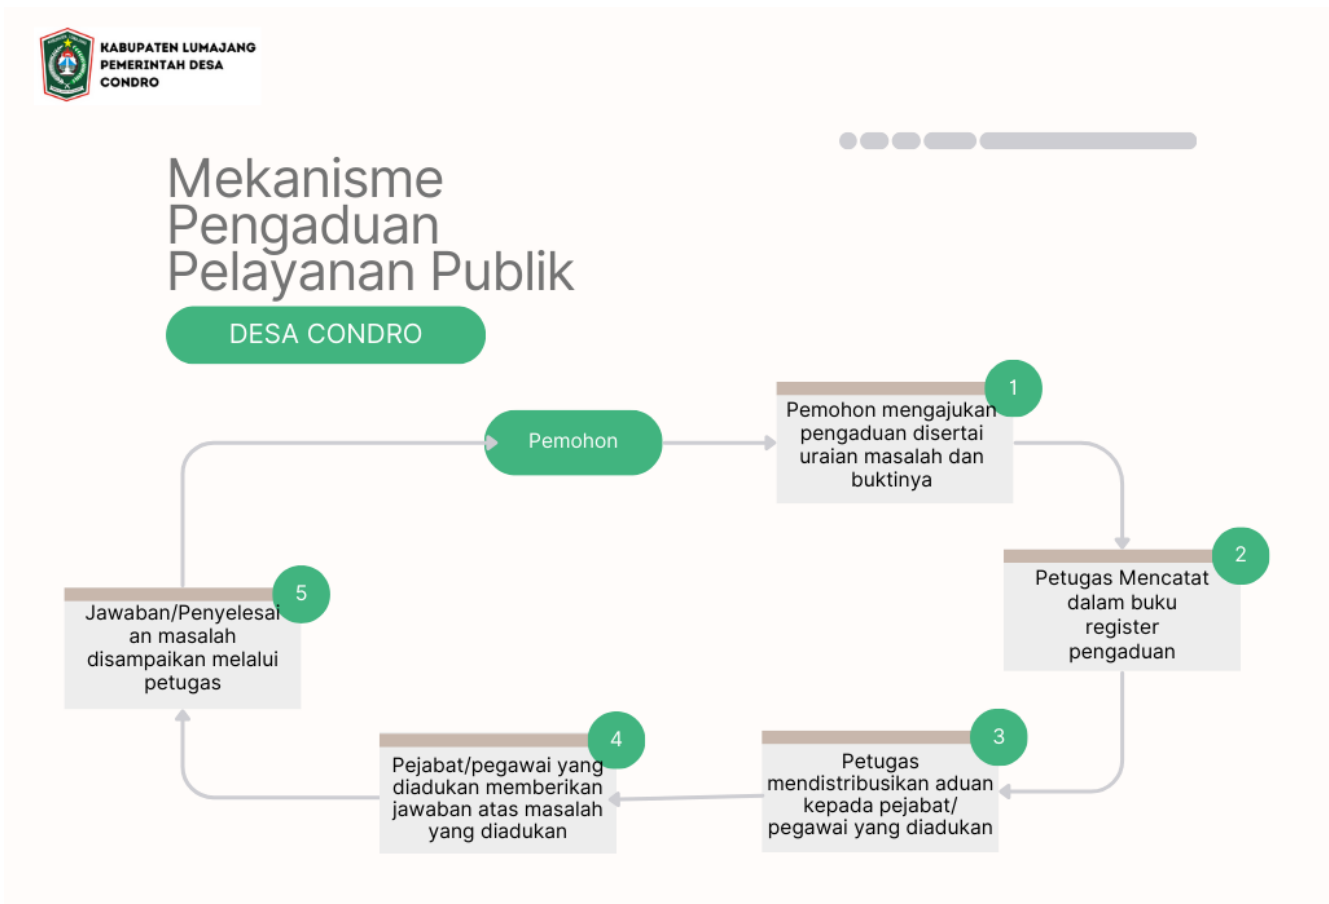 KABUPATEN LUMAJANG
PEMERINTAH DESA
CONDRO
Mekanisme
Pengaduan
Pelayanan Publik
DESA CONDRO
Pemohon
1
Pemohon mengajukan
pengaduan disertai
uraian masalah dan
buktinya
2
Petugas Mencatat
dalam buku
register
pengaduan
3
Petugas
mendistribusikan aduan
kepada pejabat/
pegawai yang diadukan
4
Pejabat/pegawai yang
diadukan memberikan
jawaban atas masalah
yang diadukan
5
Jawaban/Penyelesai
an masalah
disampaikan melalui
petugas